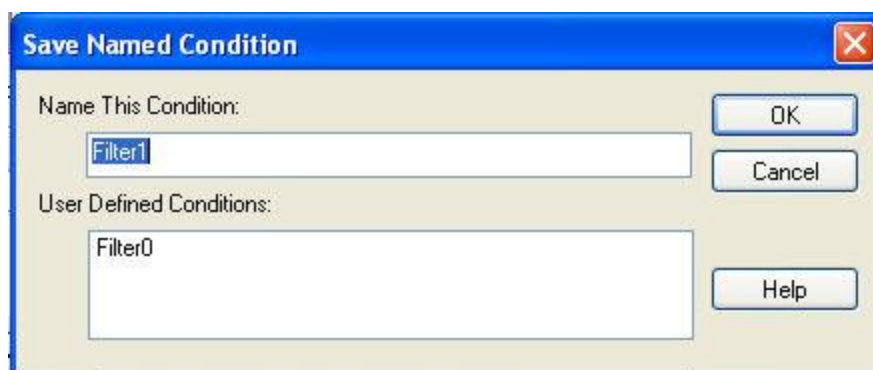 Save Named Condition
Name This Condition:
OK
Filter1
Cancel
User Defined Conditions:
Filter0
Help